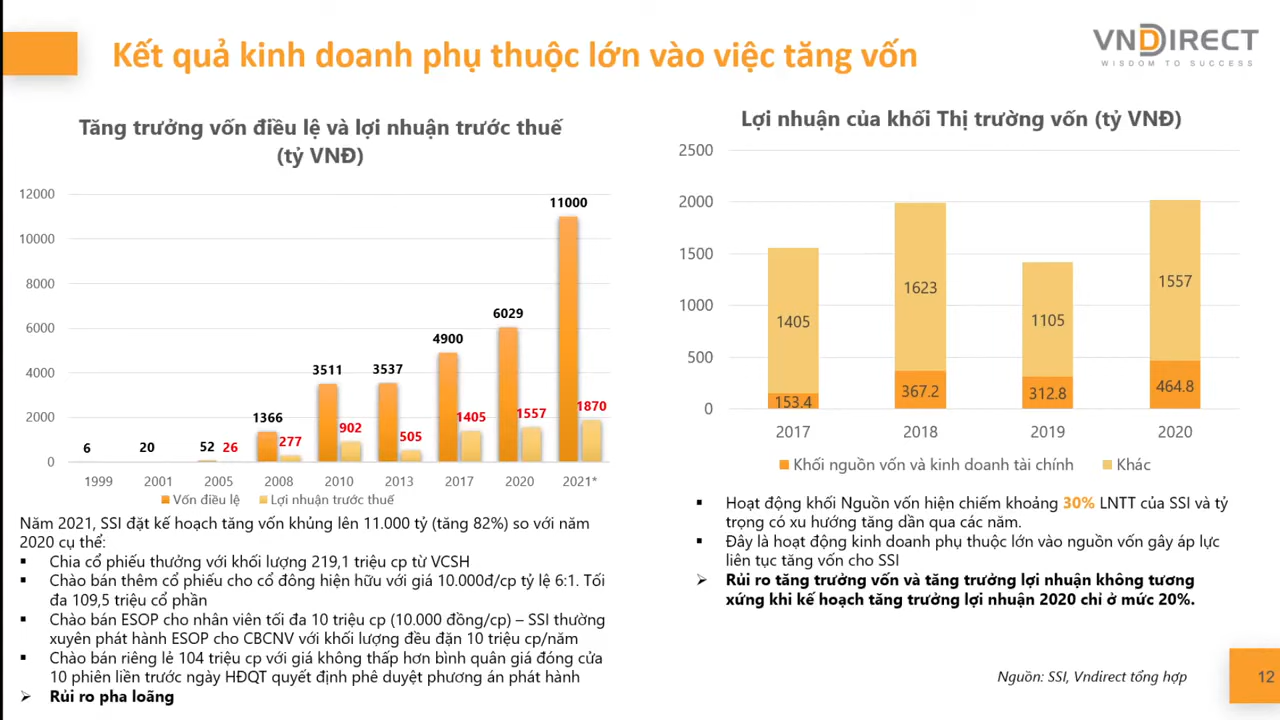 Kết quả kinh doanh phụ thuộc lớn vào việc tăng vốn
VNDIRECT
WISDOM TO SUCCESS
Tăng trưởng vốn điều lệ và lợi nhuận trước thuế
(tỷ VNĐ)
12000
10000
8000
6000
4000
2000
0
6
20
52
26
1366
277
3511
902
3537
505
4900
1405
6029
1557
11000
1870
1999
2001
2005
2008
2010
2013
2017
2020
2021*
Vốn điều lệ
Lợi nhuận trước thuế
Năm 2021, SSI đặt kế hoạch tăng vốn khủng lên 11.000 tỷ (tăng 82%) so với năm
2020 cụ thể:
▪ Chia cổ phiếu thưởng với khối lượng 219,1 triệu cp từ VCSH
▪ Chào bán thêm cổ phiếu cho cổ đông hiện hữu với giá 10.000đ/cp tỷ lệ 6:1. Tối
đa 109,5 triệu cổ phần
▪ Chào bán ESOP cho nhân viên tối đa 10 triệu cp (10.000 đồng/cp) – SSI thường
xuyên phát hành ESOP cho CBCNV với khối lượng đều đặn 10 triệu cp/năm
▪ Chào bán riêng lẻ 104 triệu cp với giá không thấp hơn bình quân giá đóng cửa
10 phiên liền trước ngày HĐQT quyết định phê duyệt phương án phát hành
➢ Rủi ro pha loãng
Lợi nhuận của khối Thị trường vốn (tỷ VNĐ)
2500
2000
1500
1000
500
0
1405
153.4
1623
367.2
1105
312.8
1557
464.8
2017
2018
2019
2020
Khối nguồn vốn và kinh doanh tài chính
Khác
▪ Hoạt động khối Nguồn vốn hiện chiếm khoảng 30% LNTT của SSI và tỷ
trọng có xu hướng tăng dần qua các năm.
▪ Đây là hoạt động kinh doanh phụ thuộc lớn vào nguồn vốn gây áp lực
liên tục tăng vốn cho SSI
➢ Rủi ro tăng trưởng vốn và tăng trưởng lợi nhuận không tương
xứng khi kế hoạch tăng trưởng lợi nhuận 2020 chỉ ở mức 20%.
Nguồn: SSI, Vndirect tổng hợp
12